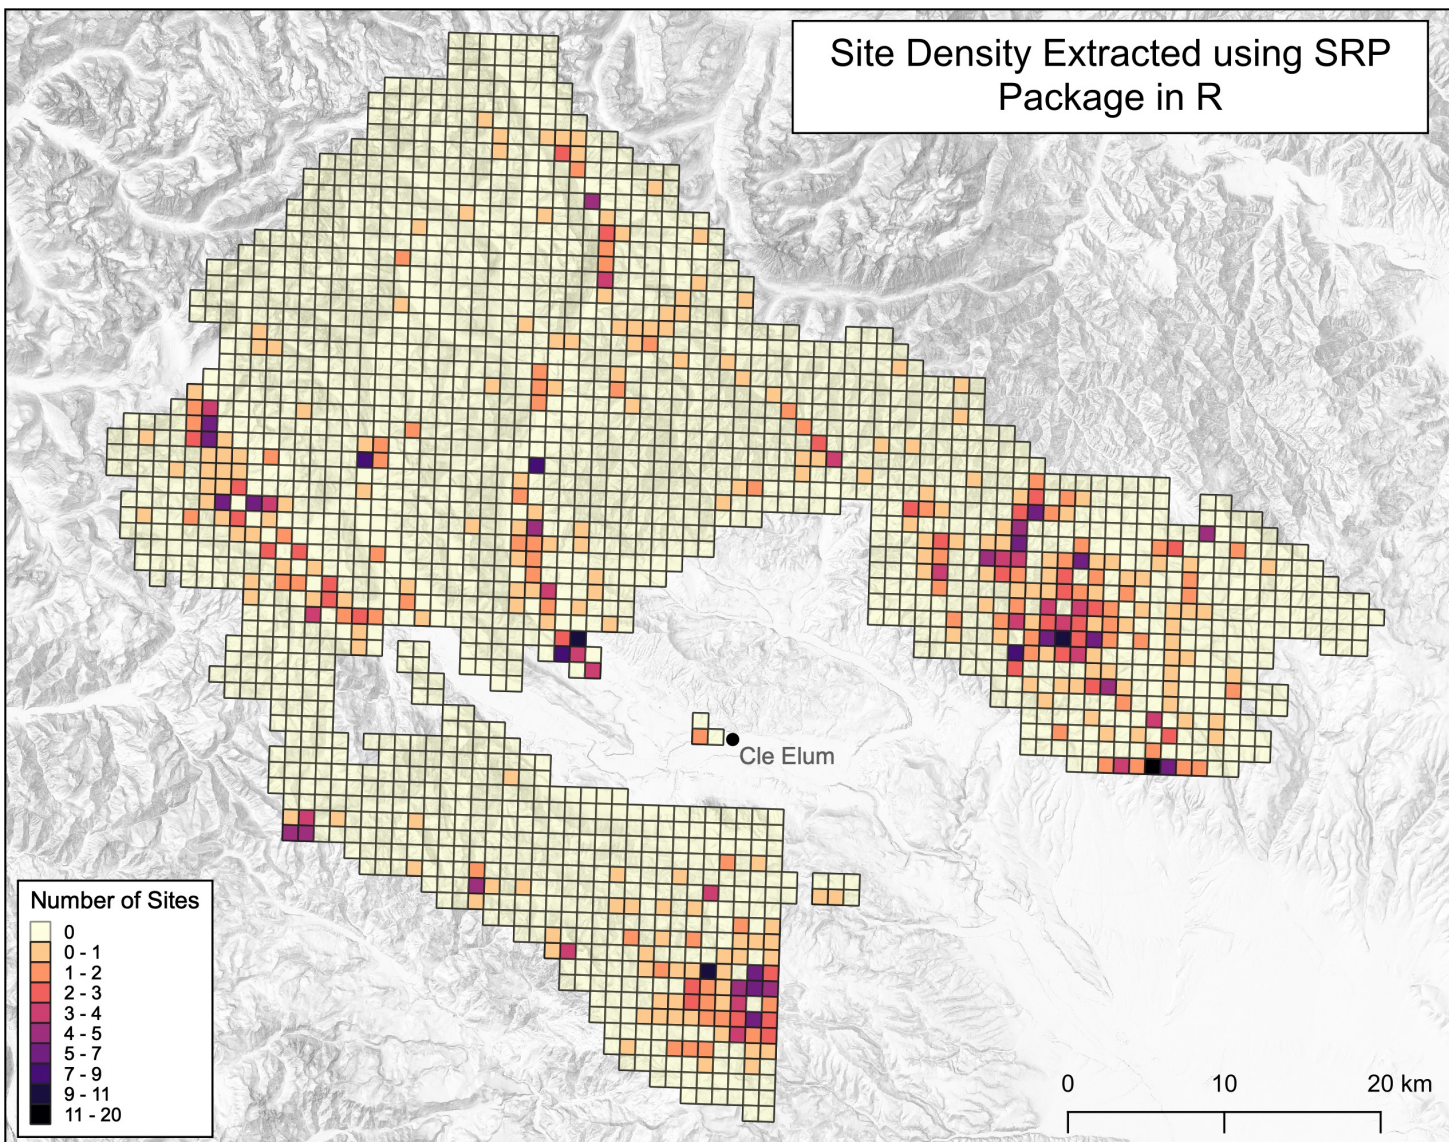 Site Density Extracted using SRP
Package in R
Cle Elum
Number of Sites
0
0 - 1
1 - 2
2 - 3
3 - 4
4 - 5
5 - 7
7 - 9
9 - 11
11 - 20
0 10 20 km